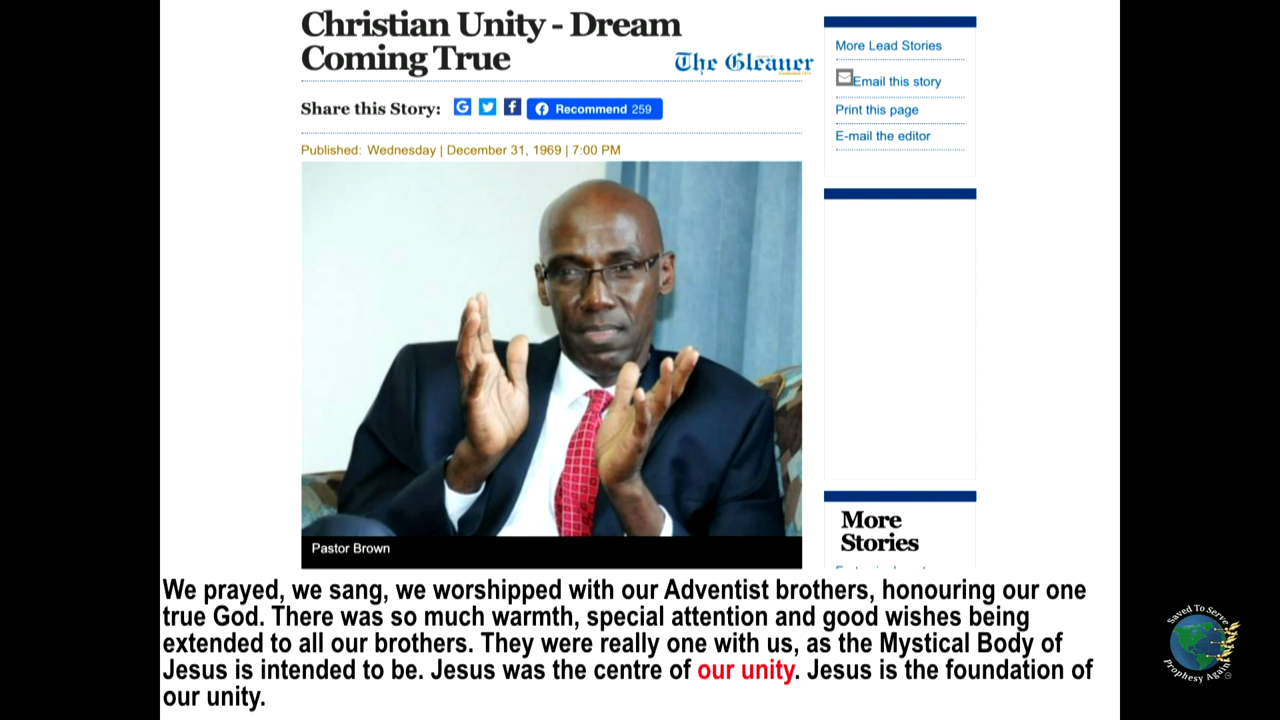 Christian Unity - Dream
Coming True
The Gleaner
Share this Story:
Recommend 259
Published: Wednesday | December 31, 1969 | 7:00 PM
More Lead Stories
Email this story
Print this page
E-mail the editor
More
Stories
Pastor Brown
We prayed, we sang, we worshipped with our Adventist brothers, honouring our one
true God. There was so much warmth, special attention and good wishes being
extended to all our brothers. They were really one with us, as the Mystical Body of
Jesus is intended to be. Jesus was the centre of our unity. Jesus is the foundation of
our unity.
Saved To Serve
Prophesy Again